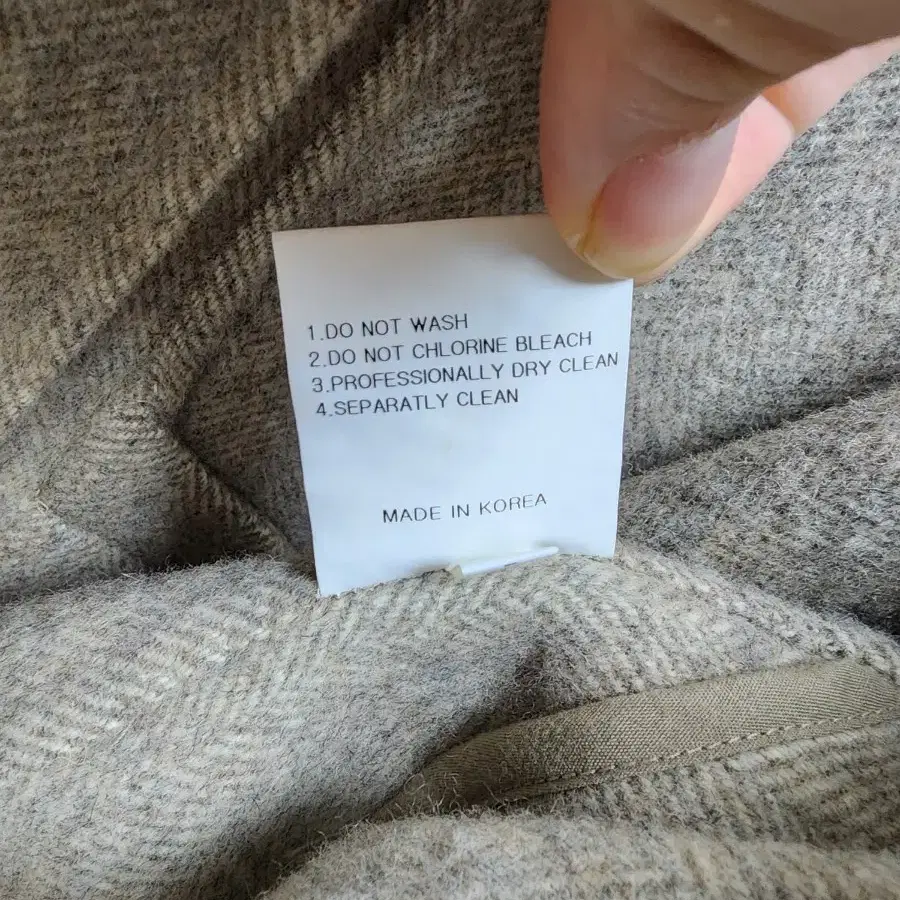 1.DO NOT WASH
2.DO NOT CHLORINE BLEACH
3.PROFESSIONALLY DRY CLEAN
4.SEPARATLY CLEAN
MADE IN KOREA